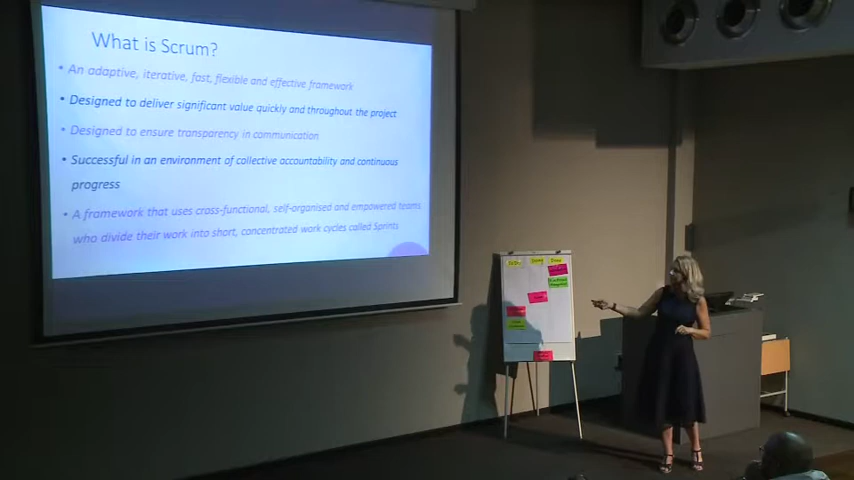 What is Scrum?
• An adaptive, iterative, fast, flexible and effective framework
• Designed to deliver significant value quickly and throughout the project
• Designed to ensure transparency in communication
• Successful in an environment of collective accountability and continuous
progress
• A framework that uses cross-functional, self-organised and empowered teams
who divide their work into short, concentrated work cycles called Sprints